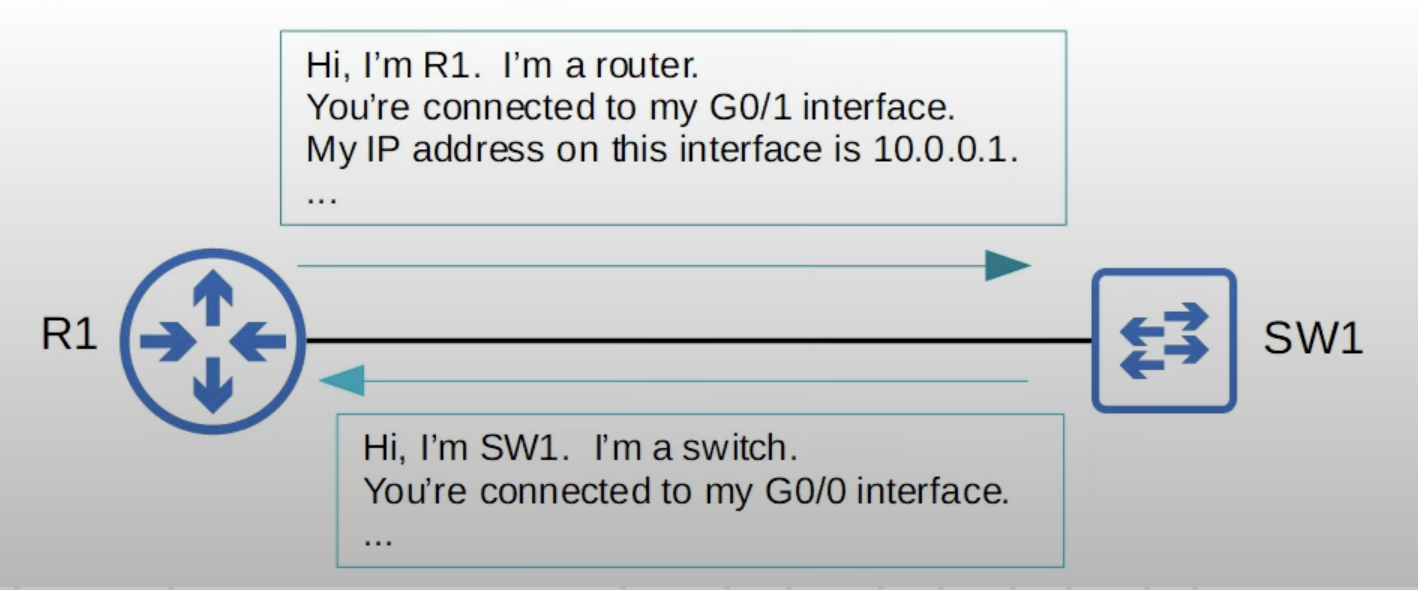 Hi, I’m R1.  I’m a router.
You’re connected to my G0/1 interface.
My IP address on this interface is 10.0.0.1.
...
R1
SW1
Hi, I’m SW1.  I’m a switch.
You’re connected to my G0/0 interface.
...